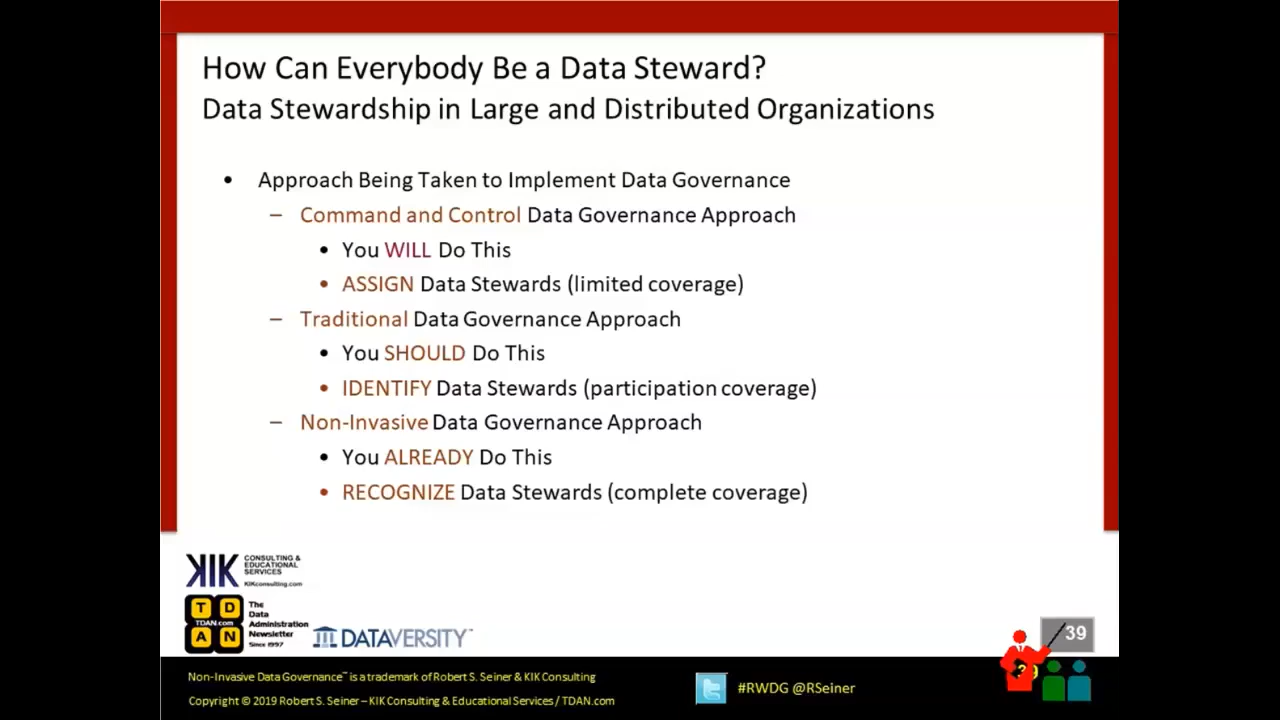 How Can Everybody Be a Data Steward?
Data Stewardship in Large and Distributed Organizations
• Approach Being Taken to Implement Data Governance
– Command and Control Data Governance Approach
• You WILL Do This
• ASSIGN Data Stewards (limited coverage)
– Traditional Data Governance Approach
• You SHOULD Do This
• IDENTIFY Data Stewards (participation coverage)
– Non-Invasive Data Governance Approach
• You ALREADY Do This
• RECOGNIZE Data Stewards (complete coverage)
KIK CONSULTING &
EDUCATIONAL
SERVICES
KIKconsulting.com
T D
TDAN.com
A N
The
Data
Administration
Newsletter
Since 1997
DATAVERSITY™
39
39
Non-Invasive Data Governance™ is a trademark of Robert S. Seiner & KIK Consulting
Copyright © 2019 Robert S. Seiner – KIK Consulting & Educational Services / TDAN.com
#RWDG @RSeiner